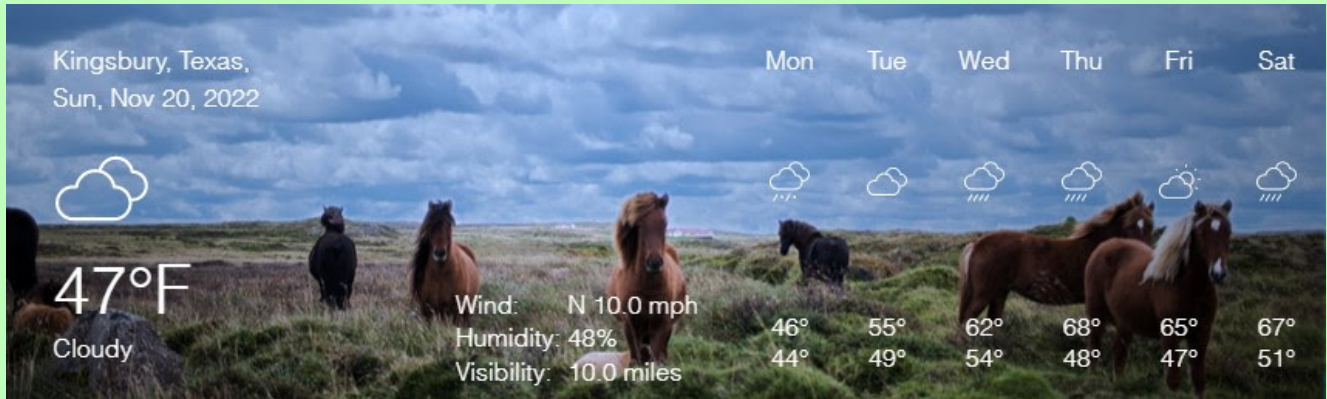 Kingsbury, Texas,
Sun, Nov 20, 2022
47°F
Cloudy
Wind: N 10.0 mph
Humidity: 48%
Visibility: 10.0 miles
Mon Tue Wed Thu Fri Sat
46° 55° 62° 68° 65° 67°
44° 49° 54° 48° 47° 51°